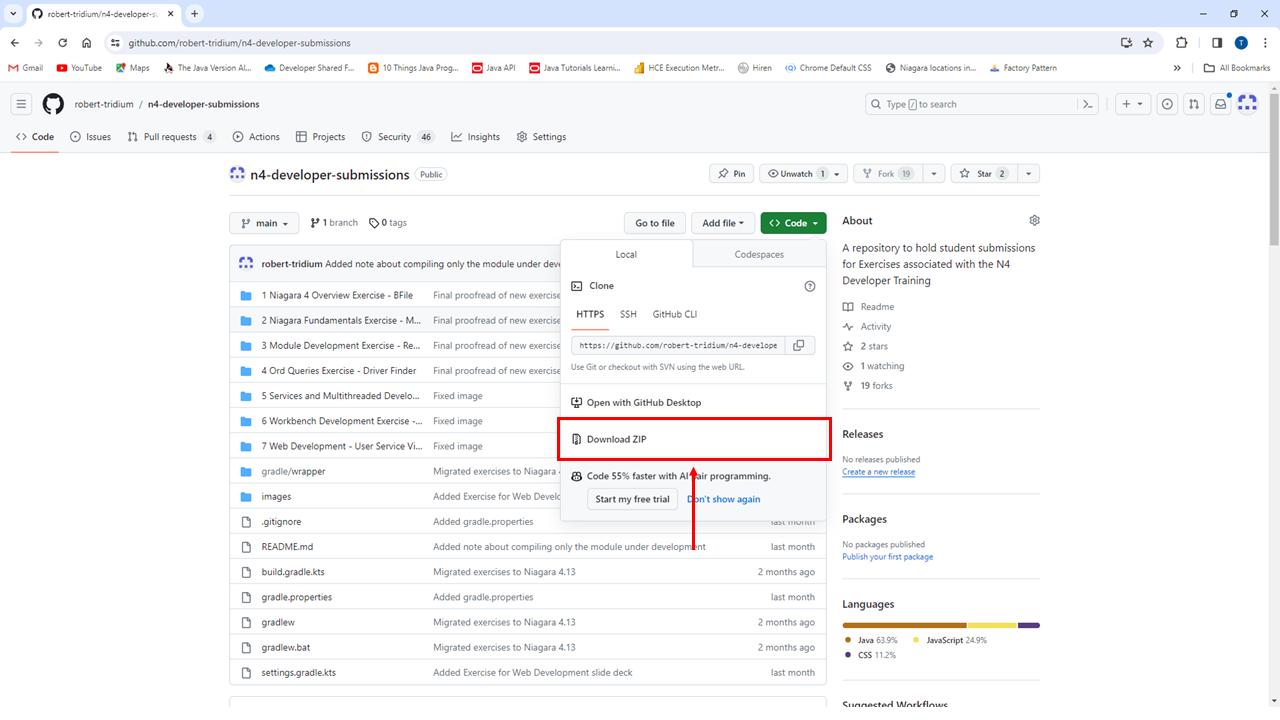 robert-tridium/n4-developer-su
github.com/robert-tridium/n4-developer-submissions
T
Gmail
YouTube
Maps
The Java Version Al...
Developer Shared F...
10 Things Java Prog...
Java API
Java Tutorials Learni...
HCE Execution Metr...
Hiren
Chrome Default CSS
Niagara locations in...
Factory Pattern
»
All Bookmarks
robert-tridium / n4-developer-submissions
Type / to search
Code
Issues
Pull requests 4
Actions
Projects
Security 46
Insights
Settings
n4-developer-submissions Public
Pin
Unwatch 1
Fork 19
Star 2
main
1 branch
0 tags
Go to file
Add file
<> Code
robert-tridium Added note about compiling only the module under deve
1 Niagara 4 Overview Exercise - BFile Final proofread of new exercise
2 Niagara Fundamentals Exercise - M... Final proofread of new exercise
3 Module Development Exercise - Re... Final proofread of new exercise
4 Ord Queries Exercise - Driver Finder Final proofread of new exercise
5 Services and Multithreaded Develo... Fixed image
6 Workbench Development Exercise -... Fixed image
7 Web Development - User Service Vi... Fixed image
gradle/wrapper Migrated exercises to Niagara 4
images Added Exercise for Web Develo
.gitignore Added gradle.properties last month
README.md Added note about compiling only the module under development last month
build.gradle.kts Migrated exercises to Niagara 4.13 2 months ago
gradle.properties Added gradle.properties last month
gradlew Migrated exercises to Niagara 4.13 2 months ago
gradlew.bat Migrated exercises to Niagara 4.13 2 months ago
settings.gradle.kts Added Exercise for Web Development slide deck last month
Local
Codespaces
Clone
HTTPS SSH GitHub CLI
https://github.com/robert-tridium/n4-develope
Use Git or checkout with SVN using the web URL.
Open with GitHub Desktop
Download ZIP
Code 55% faster with AI pair programming.
Start my free trial
Don't show again
About
A repository to hold student submissions
for Exercises associated with the N4
Developer Training
Readme
Activity
2 stars
1 watching
19 forks
Releases
No releases published
Create a new release
Packages
No packages published
Publish your first package
Languages
Java 63.9%
JavaScript 24.9%
CSS 11.2%
Suggested Workflows